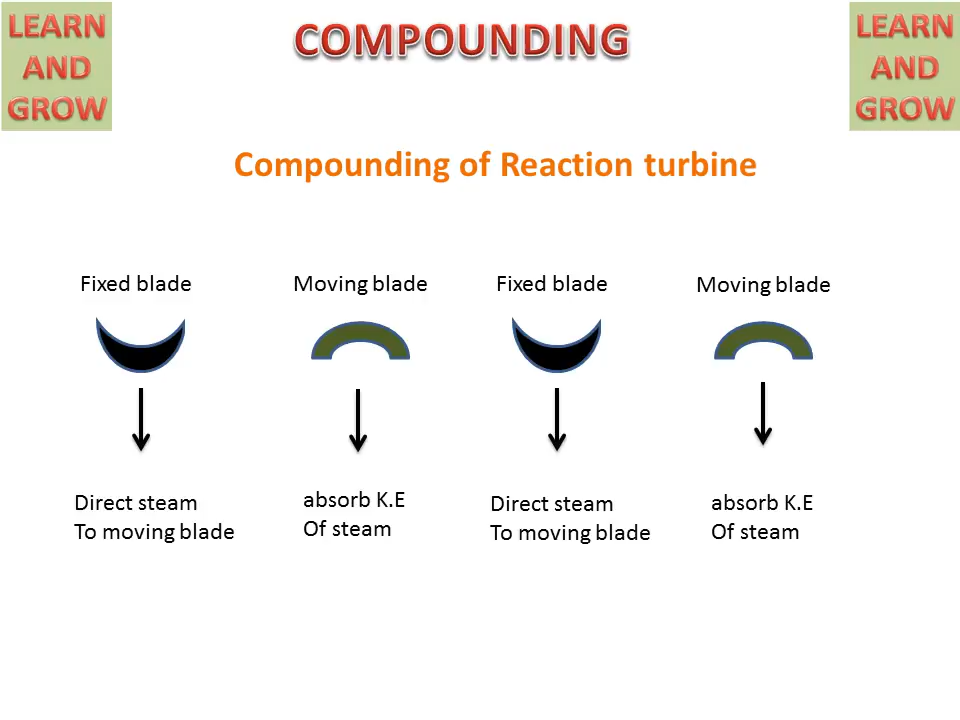 LEARN
AND
GROW
COMPOUNDING
LEARN
AND
GROW
Compounding of Reaction turbine
Fixed blade
Moving blade
Fixed blade
Moving blade
Direct steam
To moving blade
absorb K.E
Of steam
Direct steam
To moving blade
absorb K.E
Of steam